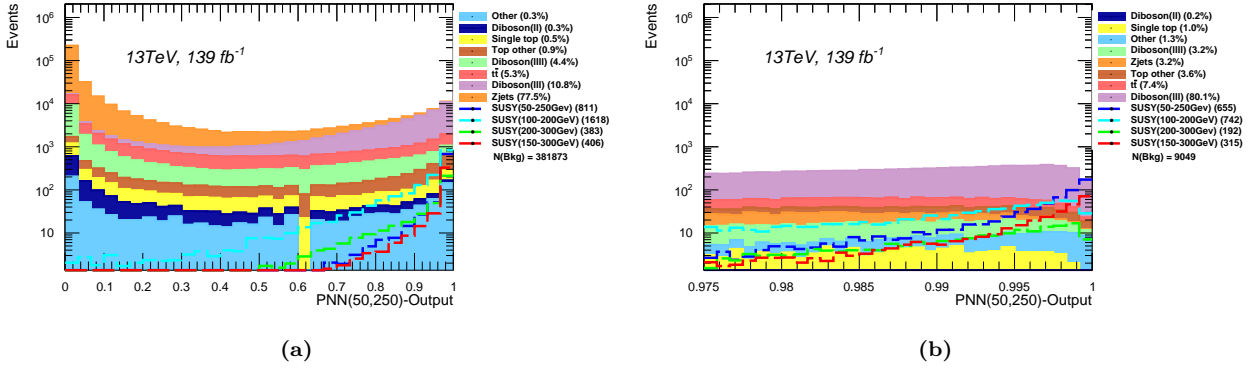 Events
10⁶
10⁵
10⁴
10³
10²
10
13TeV, 139 fb⁻¹
0 0.1 0.2 0.3 0.4 0.5 0.6 0.7 0.8 0.9 1
PNN(50,250)-Output
Other (0.3%)
Diboson(ll) (0.3%)
Single top (0.5%)
Top other (0.9%)
Diboson(llll) (4.4%)
tt̄ (5.3%)
Diboson(lll) (10.8%)
Zjets (77.5%)
SUSY(50-250Gev) (811)
SUSY(100-200GeV) (1618)
SUSY(200-300GeV) (383)
SUSY(150-300GeV) (406)
N(Bkg) = 381873
(a)
Events
10⁶
10⁵
10⁴
10³
10²
10
13TeV, 139 fb⁻¹
0.975 0.98 0.985 0.99 0.995 1
PNN(50,250)-Output
Diboson(ll) (0.2%)
Single top (1.0%)
Other (1.3%)
Diboson(llll) (3.2%)
Zjets (3.2%)
Top other (3.6%)
tt̄ (7.4%)
Diboson(lll) (80.1%)
SUSY(50-250Gev) (655)
SUSY(100-200GeV) (742)
SUSY(200-300GeV) (192)
SUSY(150-300GeV) (315)
N(Bkg) = 9049
(b)